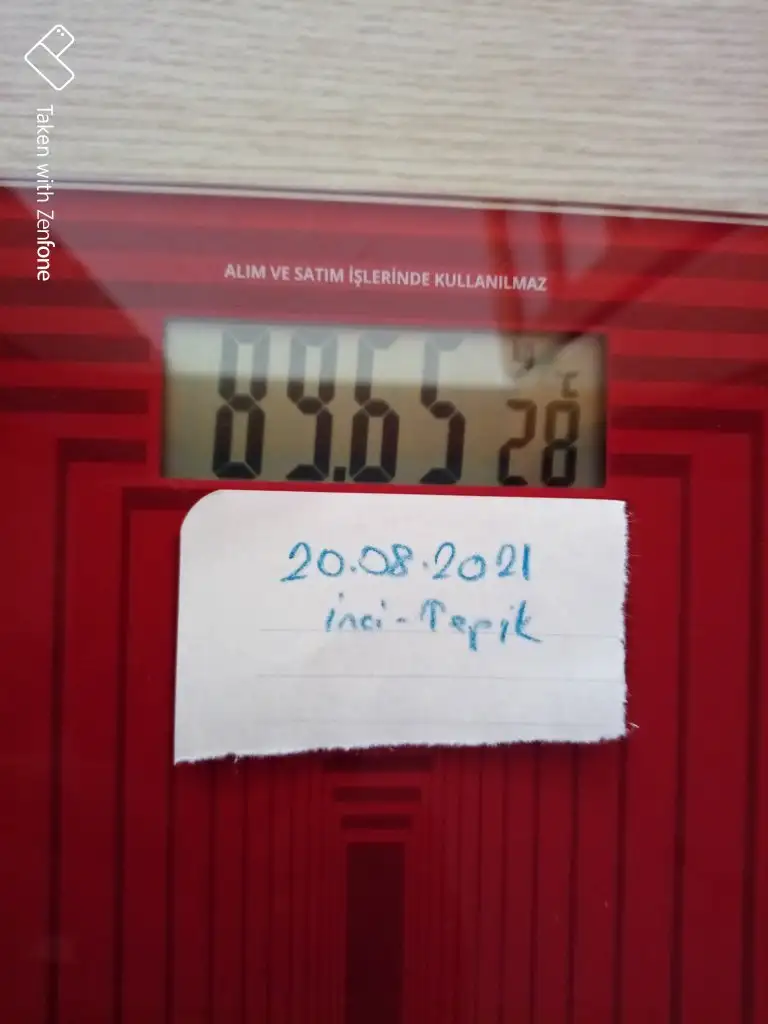 Taken with Zenfone
ALIM VE SATIM İŞLERİNDE KULLANILMAZ
89.65
°C
28
20.08.2021
inci-Tepik